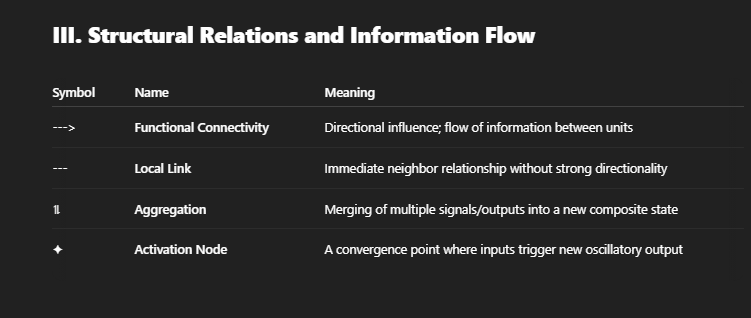 III. Structural Relations and Information Flow
Symbol Name Meaning
---> Functional Connectivity Directional influence; flow of information between units
--- Local Link Immediate neighbor relationship without strong directionality
⥮ Aggregation Merging of multiple signals/outputs into a new composite state
✦ Activation Node A convergence point where inputs trigger new oscillatory output